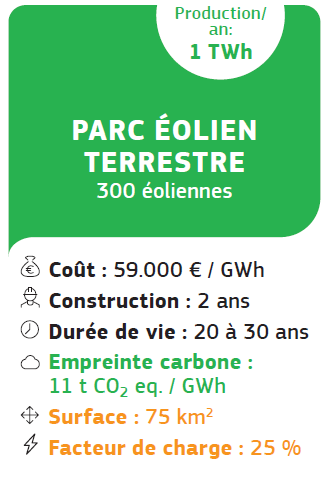 Production/
an:
1 TWh
PARC ÉOLIEN
TERRESTRE
300 éoliennes
Coût : 59.000 € / GWh
Construction : 2 ans
Durée de vie : 20 à 30 ans
Empreinte carbone :
11 t CO₂ eq. / GWh
Surface : 75 km²
Facteur de charge : 25 %